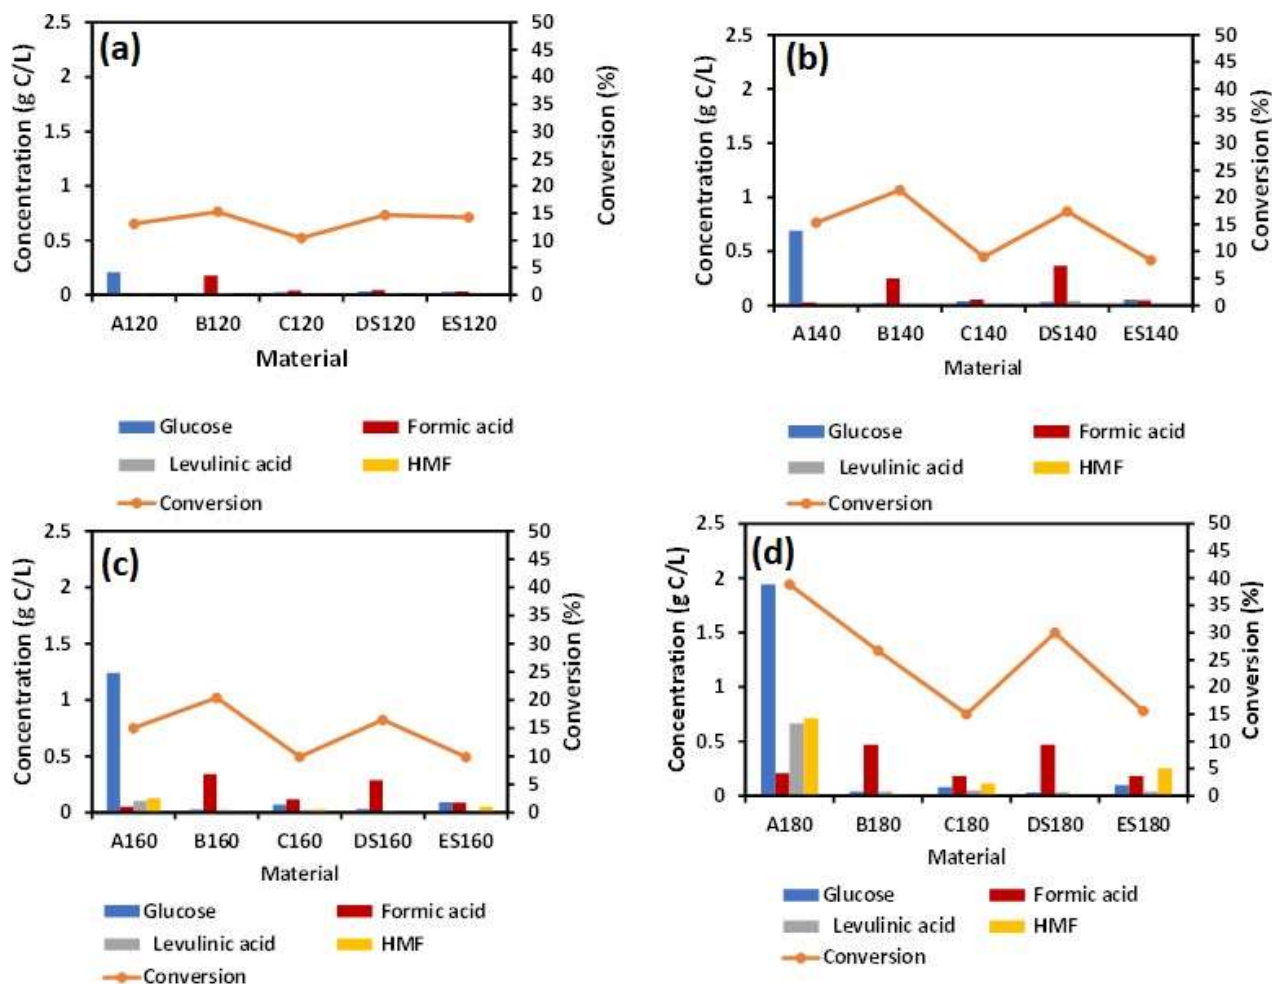 (a)
Concentration (g C/L)
2.5
2
1.5
1
0.5
0
50
45
40
35
30
25
20
15
10
5
0
Conversion (%)
A120 B120 C120 DS120 ES120
Material
Glucose Formic acid
Levulinic acid HMF
Conversion
(b)
Concentration (g C/L)
2.5
2
1.5
1
0.5
0
50
45
40
35
30
25
20
15
10
5
0
Conversion (%)
A140 B140 C140 DS140 ES140
Material
Glucose Formic acid
Levulinic acid HMF
Conversion
(c)
Concentration (g C/L)
2.5
2
1.5
1
0.5
0
50
45
40
35
30
25
20
15
10
5
0
Conversion (%)
A160 B160 C160 DS160 ES160
Material
Glucose Formic acid
Levulinic acid HMF
Conversion
(d)
Concentration (g C/L)
2.5
2
1.5
1
0.5
0
50
45
40
35
30
25
20
15
10
5
0
Conversion (%)
A180 B180 C180 DS180 ES180
Material
Glucose Formic acid
Levulinic acid HMF
Conversion